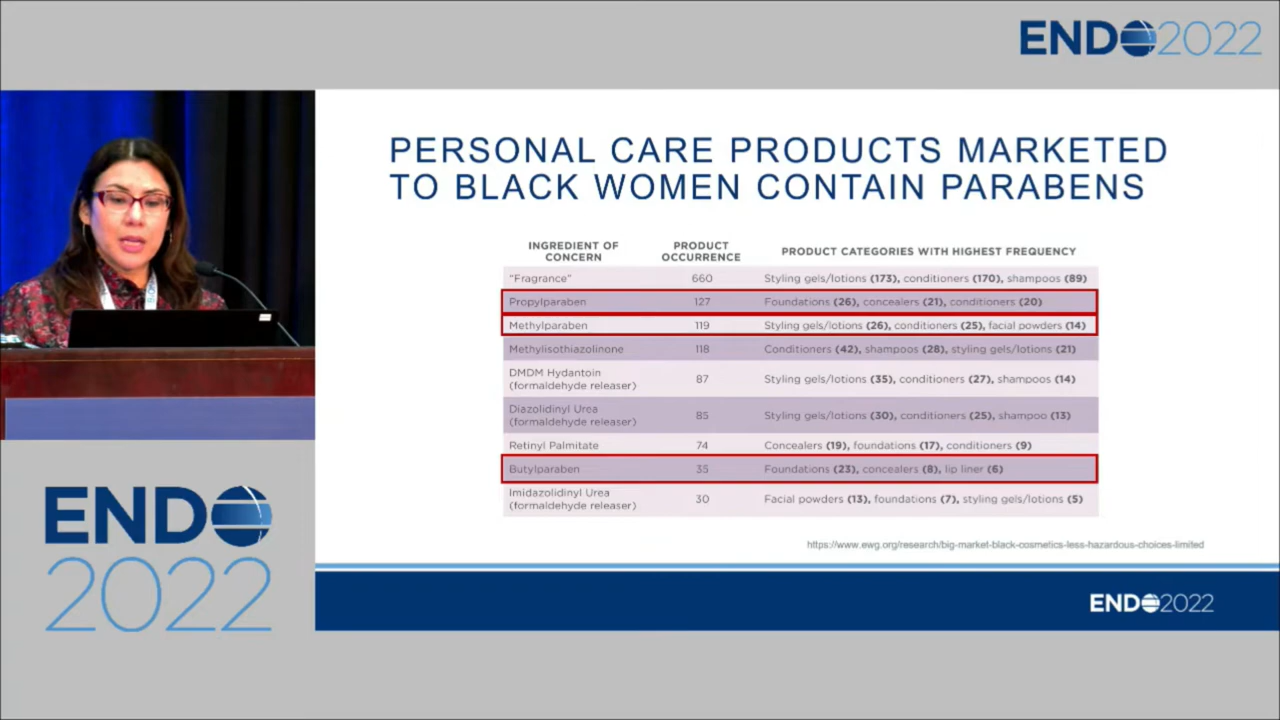 ENDO2022
PERSONAL CARE PRODUCTS MARKETED
TO BLACK WOMEN CONTAIN PARABENS
INGREDIENT OF CONCERN PRODUCT OCCURRENCE PRODUCT CATEGORIES WITH HIGHEST FREQUENCY
"Fragrance" 660 Styling gels/lotions (173), conditioners (170), shampoos (89)
Propylparaben 127 Foundations (26), concealers (21), conditioners (20)
Methylparaben 119 Styling gels/lotions (26), conditioners (25), facial powders (14)
Methylisothiazolinone 118 Conditioners (42), shampoos (28), styling gels/lotions (21)
DMDM Hydantoin (formaldehyde releaser) 87 Styling gels/lotions (35), conditioners (27), shampoos (14)
Diazolidinyl Urea (formaldehyde releaser) 85 Styling gels/lotions (30), conditioners (25), shampoo (13)
Retinyl Palmitate 74 Concealers (19), foundations (17), conditioners (9)
Butylparaben 35 Foundations (23), concealers (8), lip liner (6)
Imidazolidinyl Urea (formaldehyde releaser) 30 Facial powders (13), foundations (7), styling gels/lotions (5)
https://www.ewg.org/research/big-market-black-cosmetics-less-hazardous-choices-limited
ENDO
2022
ENDO2022